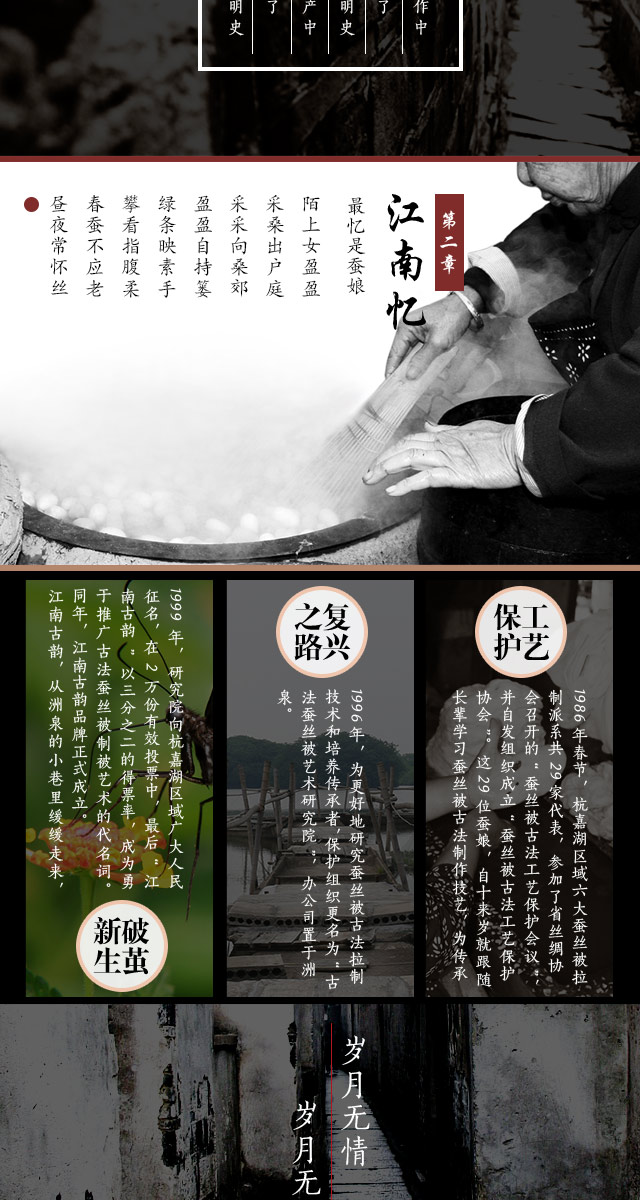 作中
了
明史
产中
了
明史
第二章
江南忆
最忆是蚕娘
陌上女盈盈
采桑出户庭
采采向桑郊
盈盈自持篓
绿条映素手
攀看指腹柔
春蚕不应老
昼夜常怀丝
工艺
保护
1986年春节，杭嘉湖区域六大蚕丝被拉
制派系共29家代表，参加了省丝绸协
会召开的“蚕丝被古法工艺保护会议”，
并自发组织成立“蚕丝被古法工艺保护
协会”。这29位蚕娘，自十来岁就跟随
长辈学习蚕丝被古法制作技艺，为传承
复兴
之路
1996年，为更好地研究蚕丝被古法拉制
技术和培养传承者，保护组织更名为“古
法蚕丝被艺术研究院”，办公司置于洲
泉。
1999年，研究院向杭嘉湖区域广大人民
征名，在2万份有效投票中，最后“江
南古韵”以三分之二的得票率，成为勇
于推广古法蚕丝被制被艺术的代名词。
同年，江南古韵品牌正式成立。
江南古韵，从洲泉的小巷里缓缓走来，
破茧
新生
岁月无情
岁月无